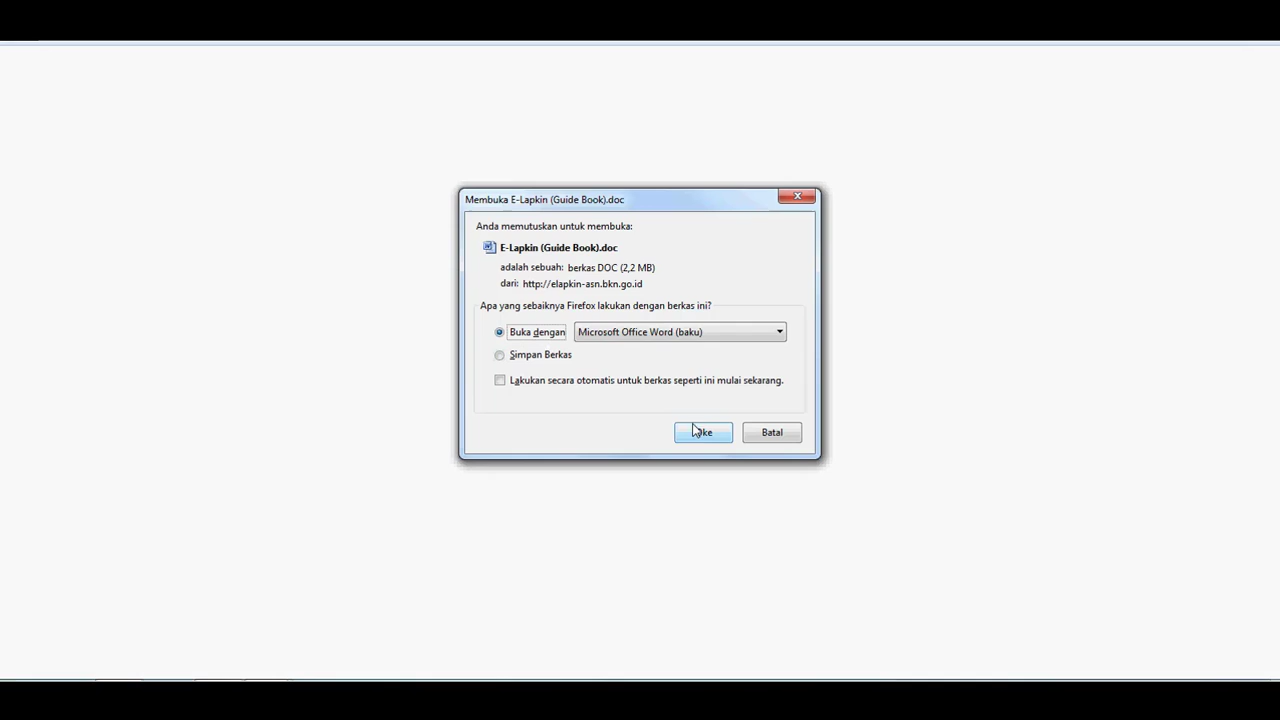 Membuka E-Lapkin (Guide Book).doc
Anda memutuskan untuk membuka:
E-Lapkin (Guide Book).doc
adalah sebuah: berkas DOC (2,2 MB)
dari: http://elapkin-asn.bkn.go.id
Apa yang sebaiknya Firefox lakukan dengan berkas ini?
Buka dengan Microsoft Office Word (baku)
Simpan Berkas
Lakukan secara otomatis untuk berkas seperti ini mulai sekarang.
Oke Batal